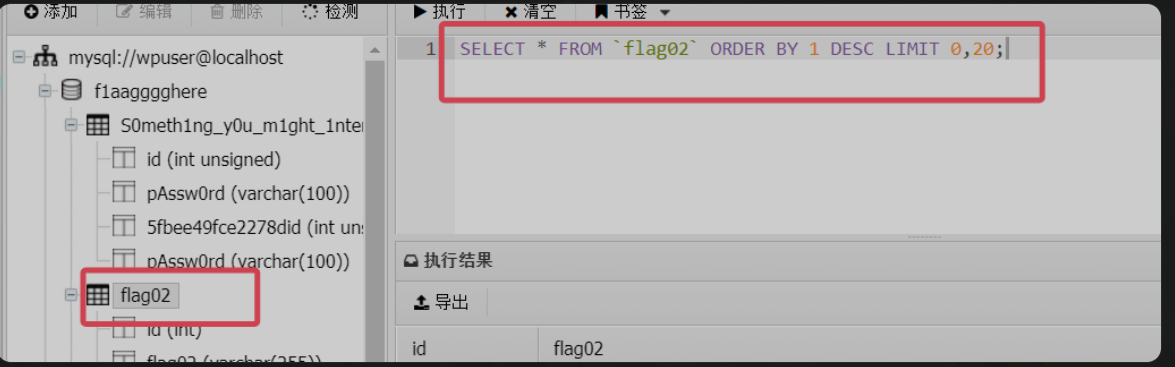 添加 编辑 删除 检测
mysql://wpuser@localhost
f1aagggghere
S0meth1ng_y0u_m1ght_1nte
id (int unsigned)
pAssw0rd (varchar(100))
5fbee49fce2278did (int uns
pAssw0rd (varchar(100))
flag02
id (int)
flag02 (varchar(255))
执行 清空 书签
1 SELECT * FROM `flag02` ORDER BY 1 DESC LIMIT 0,20;
执行结果
导出
id flag02